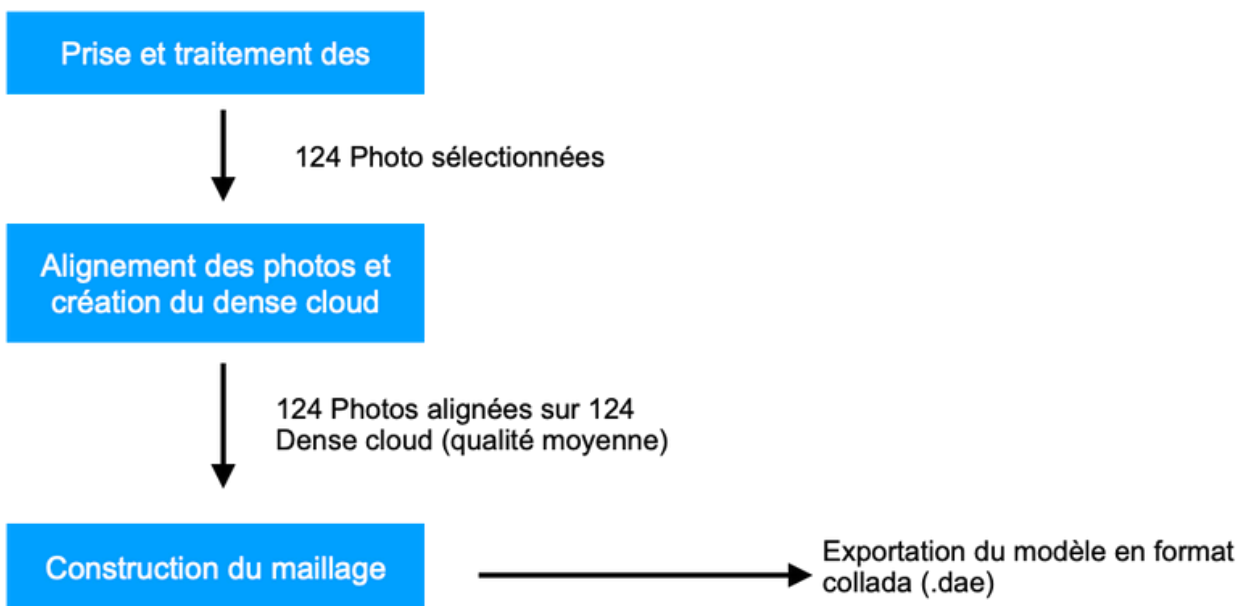 Prise et traitement des
124 Photo sélectionnées
Alignement des photos et
création du dense cloud
124 Photos alignées sur 124
Dense cloud (qualité moyenne)
Construction du maillage
Exportation du modèle en format
collada (.dae)